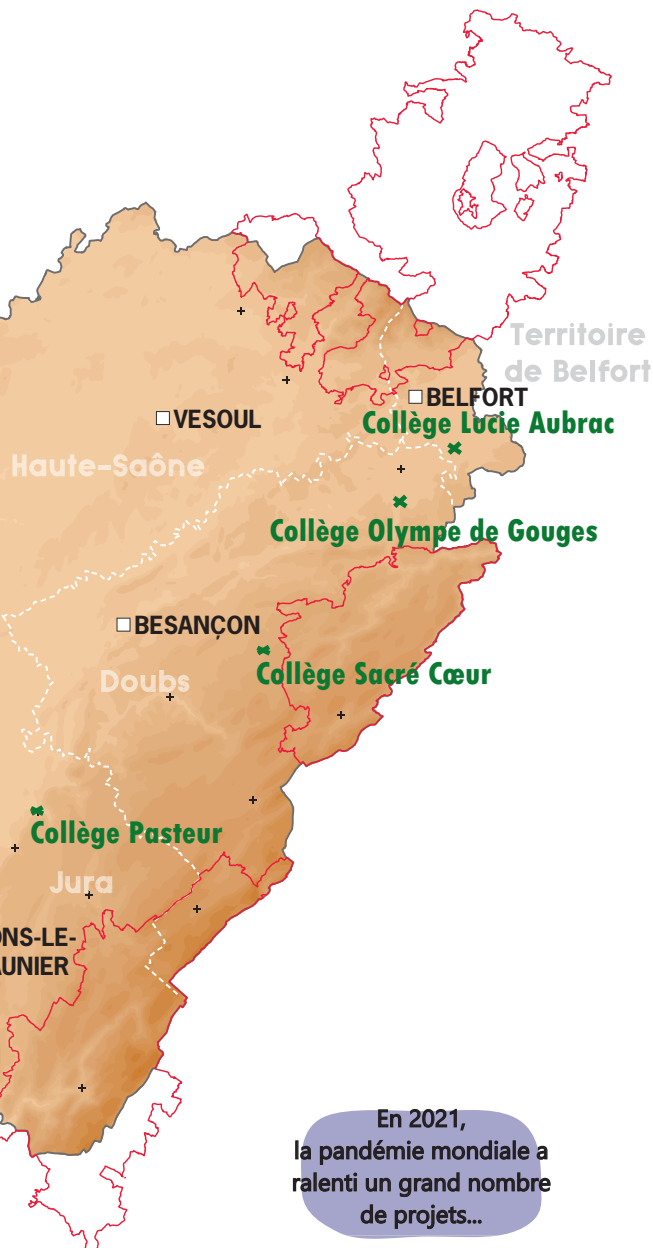 Territoire
de Belfort
BELFORT
VESOUL
Collège Lucie Aubrac
Haute-Saône
Collège Olympe de Gouges
BESANÇON
Collège Sacré Cœur
Doubs
Collège Pasteur
Jura
ONS-LE-
AUNIER
En 2021,
la pandémie mondiale a
ralenti un grand nombre
de projets...